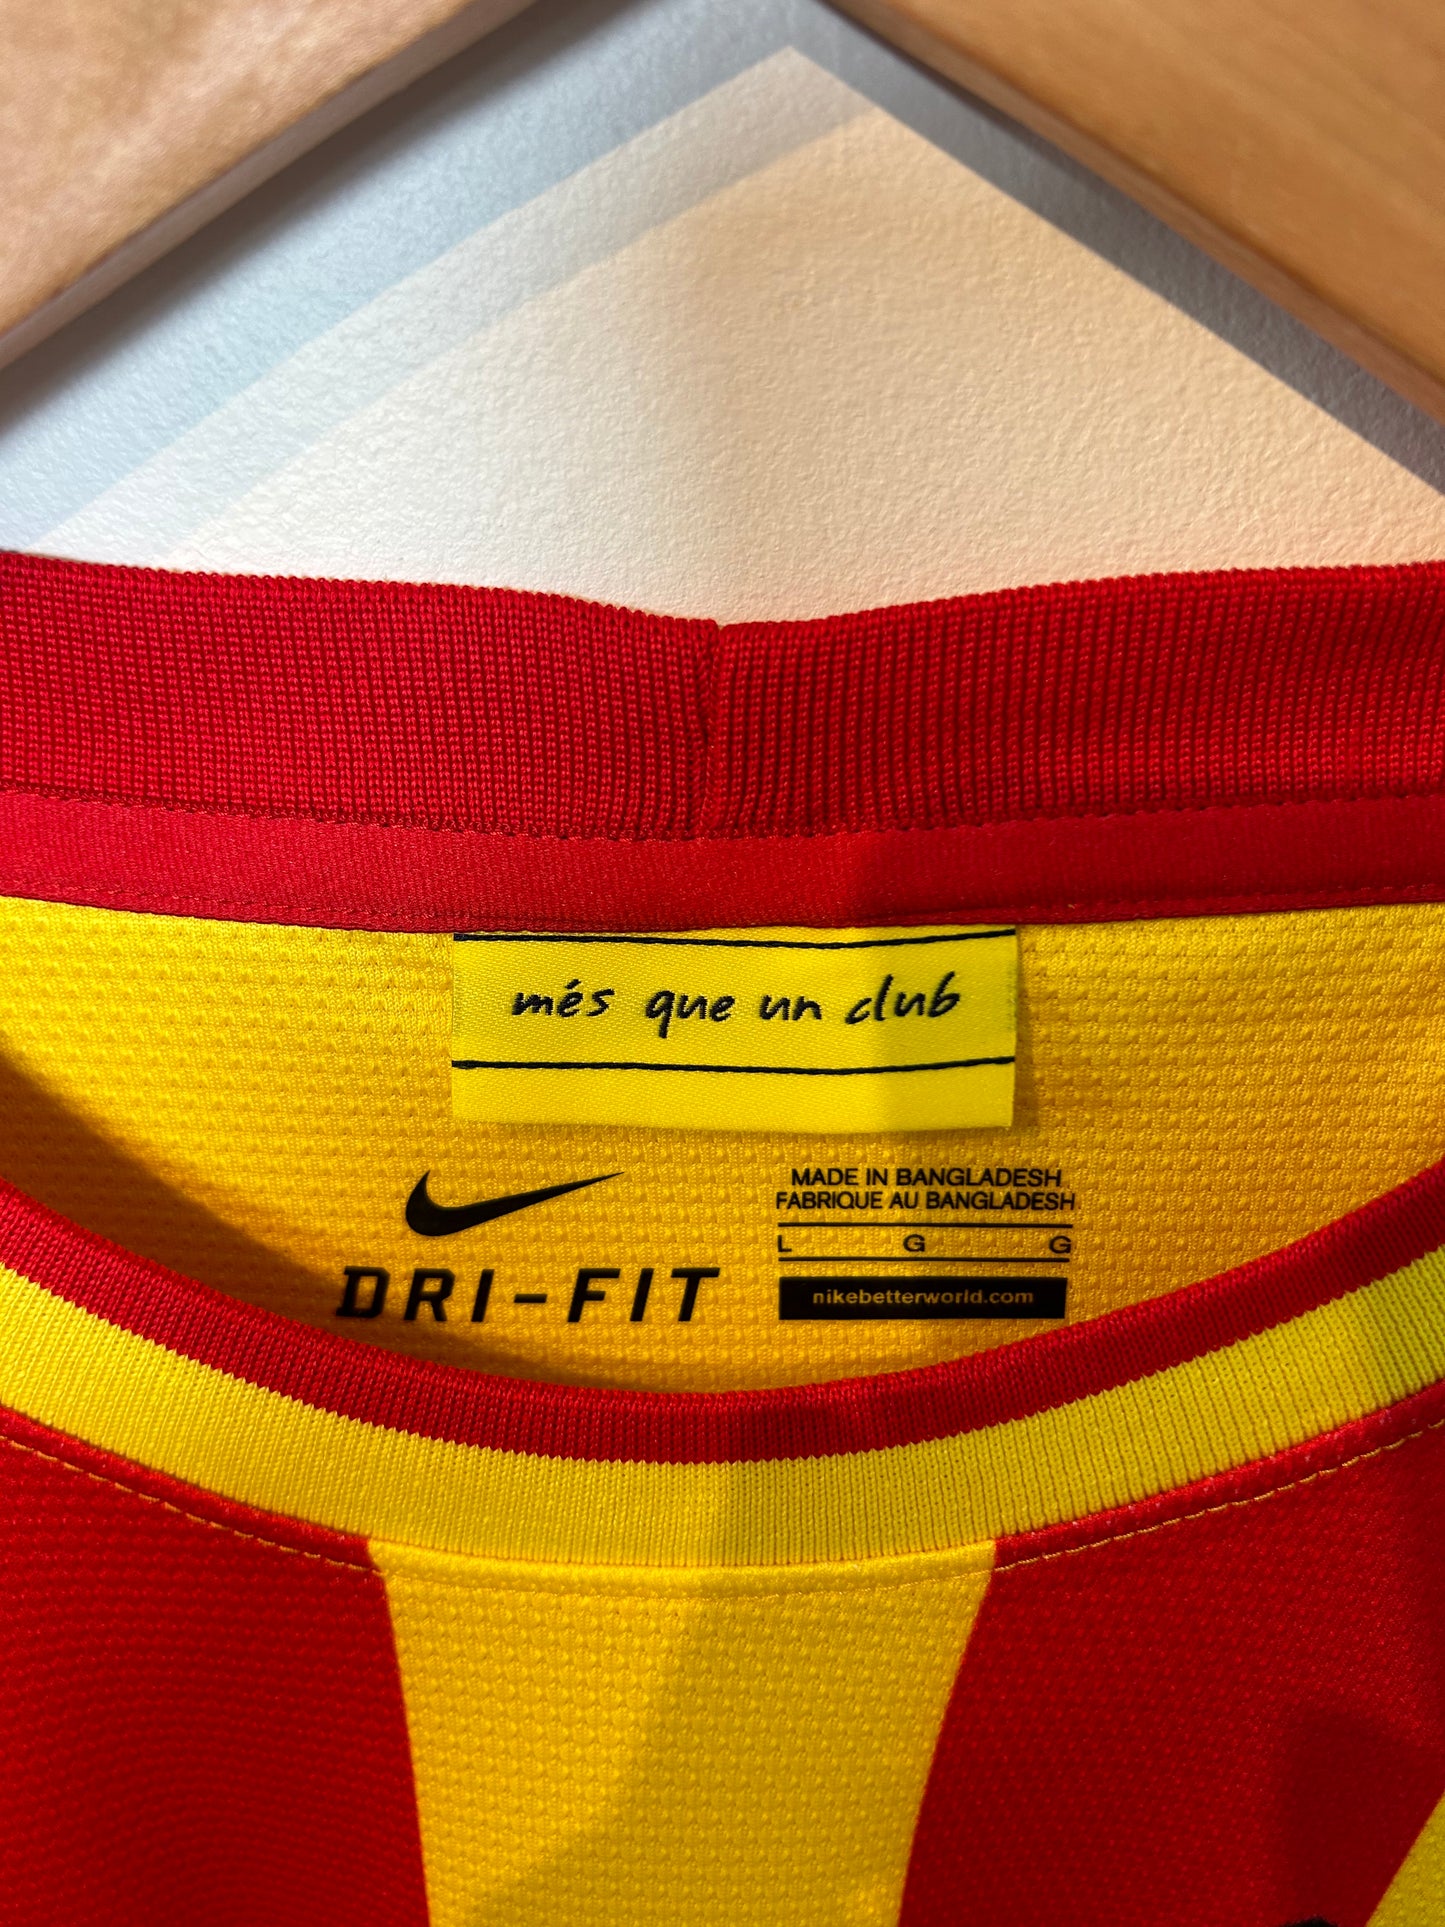 més que un club
MADE IN BANGLADESH
FABRIQUE AU BANGLADESH
L G G
DRI-FIT
nikebetterworld.com